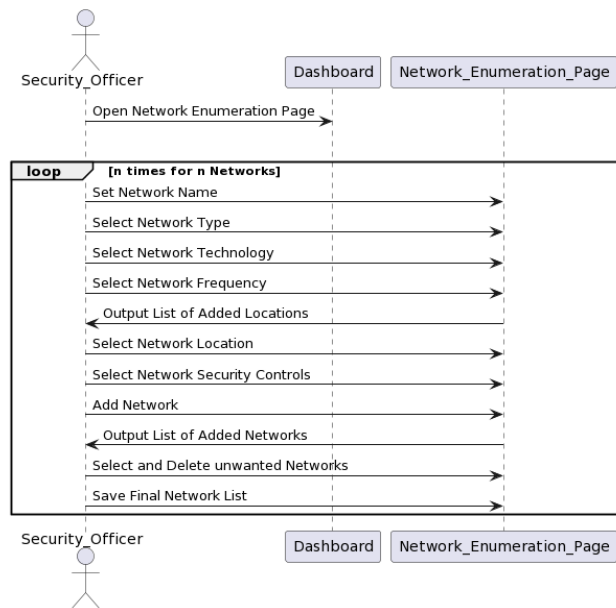 Security_Officer
Dashboard
Network_Enumeration_Page
Open Network Enumeration Page
loop
[n times for n Networks]
Set Network Name
Select Network Type
Select Network Technology
Select Network Frequency
Output List of Added Locations
Select Network Location
Select Network Security Controls
Add Network
Output List of Added Networks
Select and Delete unwanted Networks
Save Final Network List
Security_Officer
Dashboard
Network_Enumeration_Page